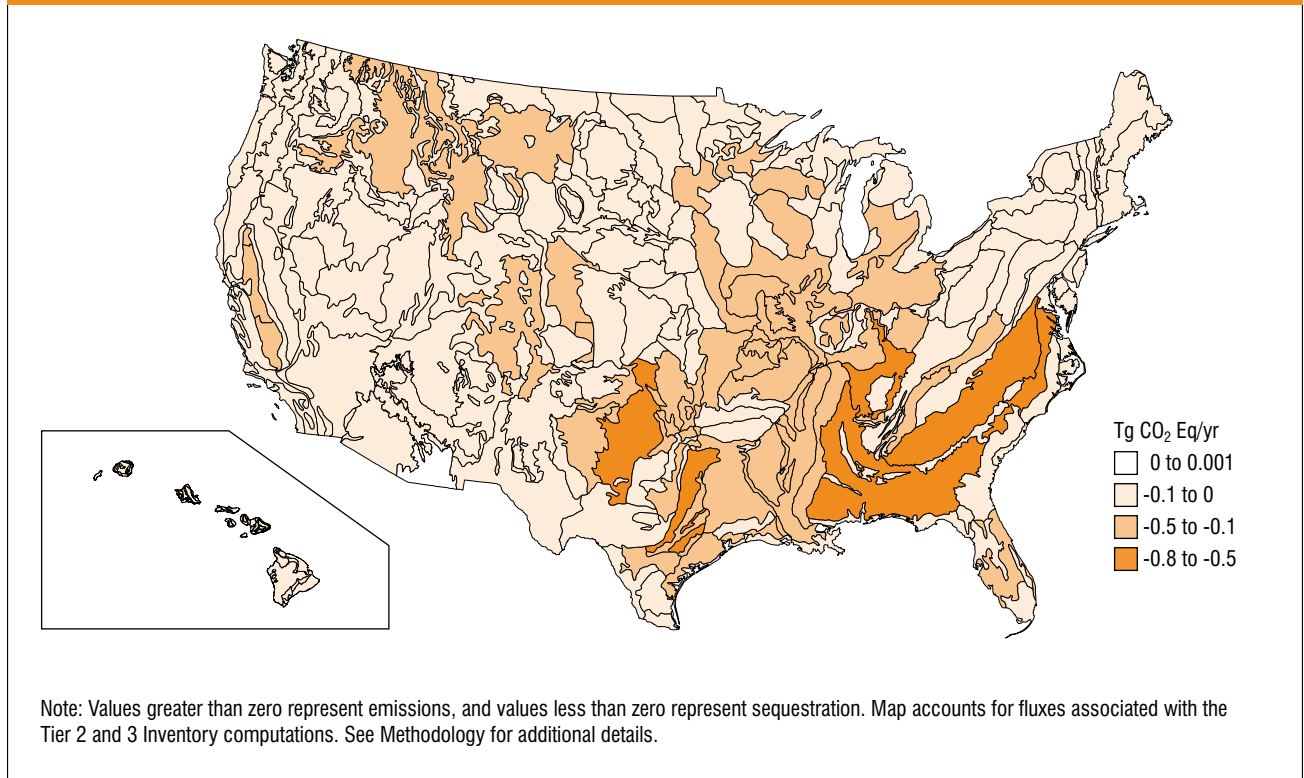 Tg CO₂ Eq/yr
0 to 0.001
-0.1 to 0
-0.5 to -0.1
-0.8 to -0.5
Note: Values greater than zero represent emissions, and values less than zero represent sequestration. Map accounts for fluxes associated with the
Tier 2 and 3 Inventory computations. See Methodology for additional details.